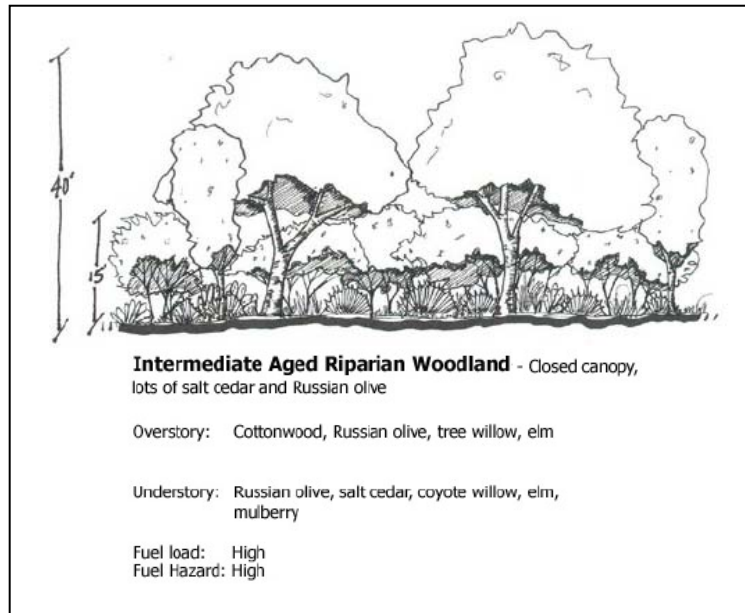 40'
15'
Intermediate Aged Riparian Woodland - Closed canopy,
lots of salt cedar and Russian olive
Overstory: Cottonwood, Russian olive, tree willow, elm
Understory: Russian olive, salt cedar, coyote willow, elm,
mulberry
Fuel load: High
Fuel Hazard: High